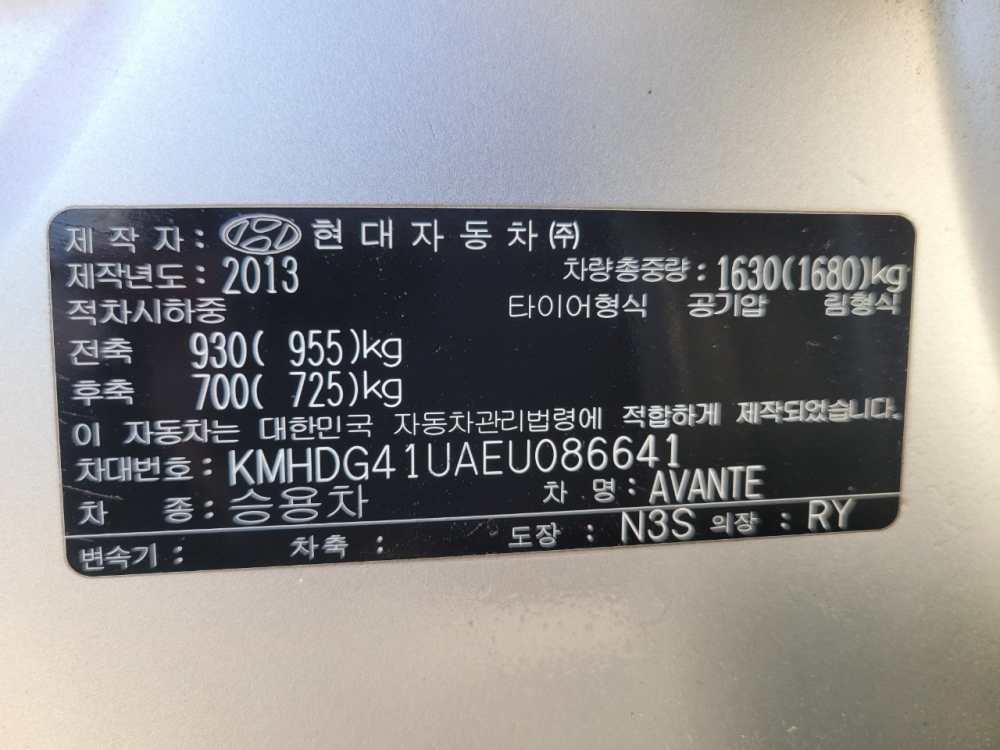 제 작 자 : 현 대 자 동 차 ㈜
제작년도 : 2013 차량총중량 : 1630(1680)kg
적차시하중 타이어형식 공기압 림형식
전축 930( 955)kg
후축 700( 725)kg
이 자동차는 대한민국 자동차관리법령에 적합하게 제작되었습니다.
차대번호 : KMHDG41UAEU086641
차 종 : 승용차 차 명 : AVANTE
변속기 : 차축 : 도장 : N3S 의장 : RY